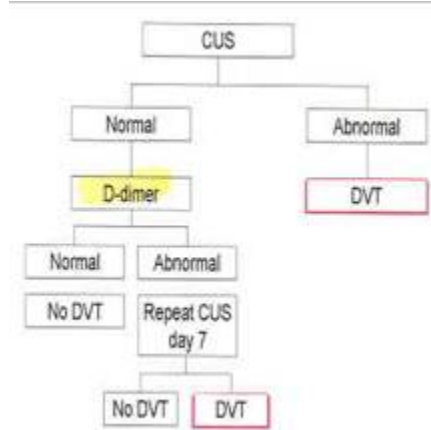 CUS
Normal
Abnormal
D-dimer
DVT
Normal
Abnormal
No DVT
Repeat CUS
day 7
No DVT
DVT